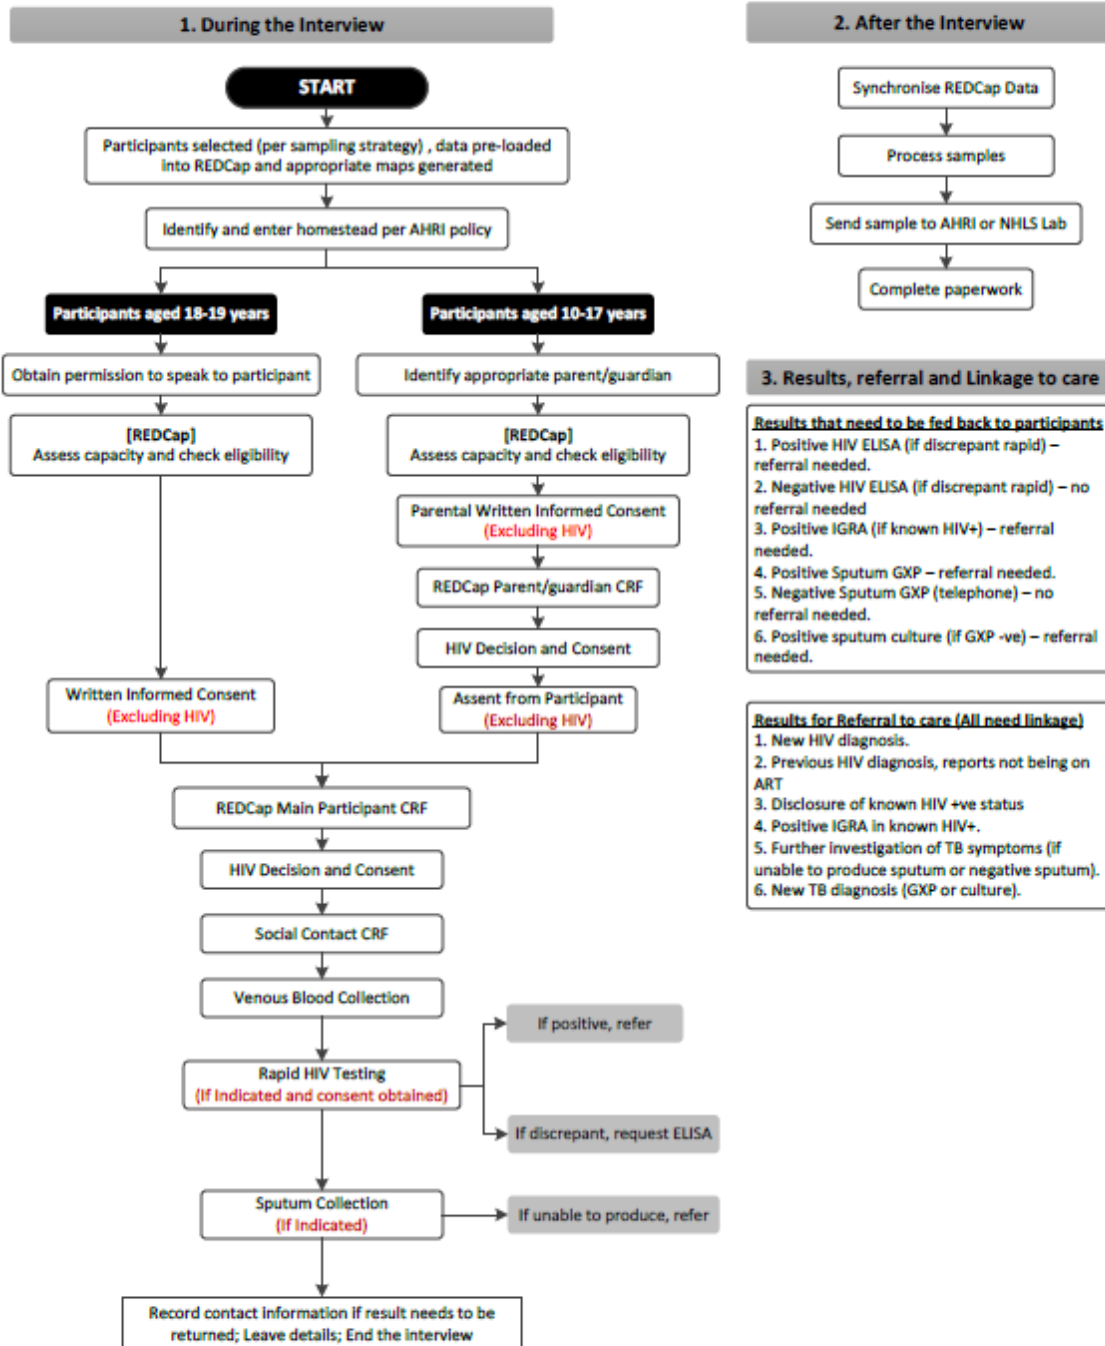 1. During the Interview
START
Participants selected (per sampling strategy) , data pre-loaded
into REDCap and appropriate maps generated
Identify and enter homestead per AHRI policy
Participants aged 18-19 years
Participants aged 10-17 years
Obtain permission to speak to participant
Identify appropriate parent/guardian
[REDCap]
Assess capacity and check eligibility
[REDCap]
Assess capacity and check eligibility
Parental Written Informed Consent
(Excluding HIV)
REDCap Parent/guardian CRF
HIV Decision and Consent
Written Informed Consent
(Excluding HIV)
Assent from Participant
(Excluding HIV)
REDCap Main Participant CRF
HIV Decision and Consent
Social Contact CRF
Venous Blood Collection
If positive, refer
Rapid HIV Testing
(If Indicated and consent obtained)
If discrepant, request ELISA
Sputum Collection
(If Indicated)
If unable to produce, refer
Record contact information if result needs to be
returned; Leave details; End the interview
2. After the Interview
Synchronise REDCap Data
Process samples
Send sample to AHRI or NHLS Lab
Complete paperwork
3. Results, referral and Linkage to care
Results that need to be fed back to participants
1. Positive HIV ELISA (if discrepant rapid) –
referral needed.
2. Negative HIV ELISA (if discrepant rapid) – no
referral needed
3. Positive IGRA (if known HIV+) – referral
needed.
4. Positive Sputum GXP – referral needed.
5. Negative Sputum GXP (telephone) – no
referral needed.
6. Positive sputum culture (if GXP -ve) – referral
needed.
Results for Referral to care (All need linkage)
1. New HIV diagnosis.
2. Previous HIV diagnosis, reports not being on
ART
3. Disclosure of known HIV +ve status
4. Positive IGRA in known HIV+.
5. Further investigation of TB symptoms (if
unable to produce sputum or negative sputum).
6. New TB diagnosis (GXP or culture).